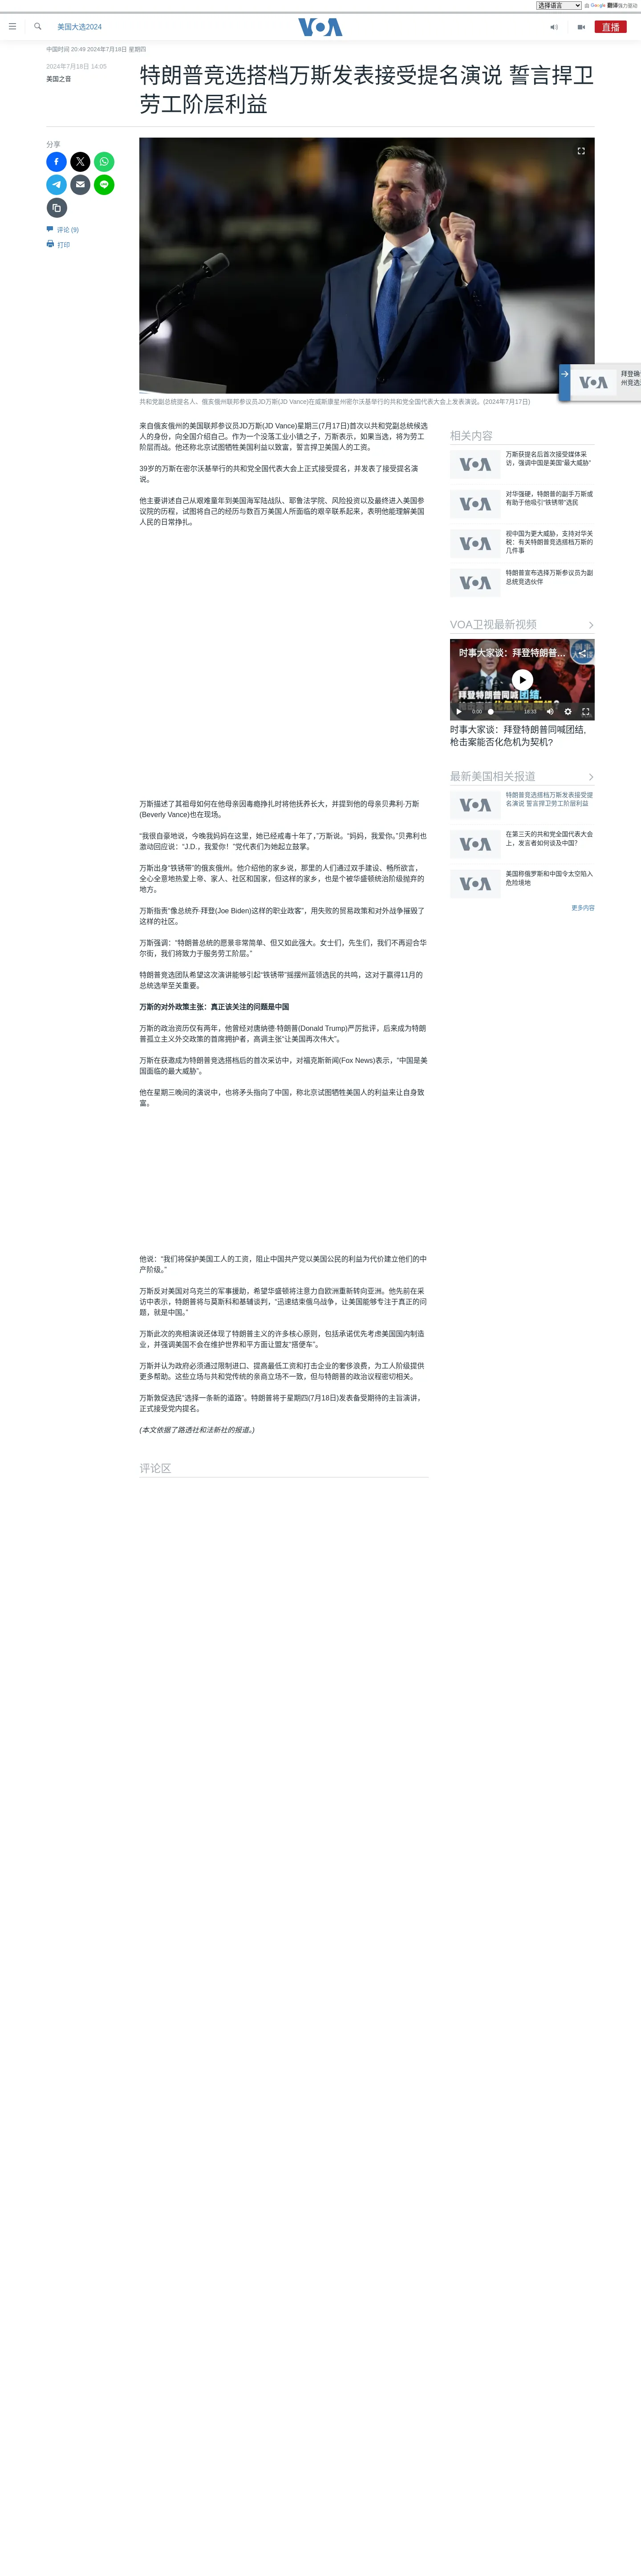 选择语言
由 Google 翻译强力驱动
美国大选2024
VOA
直播
中国时间 20:49 2024年7月18日 星期四
2024年7月18日 14:05
美国之音
特朗普竞选搭档万斯发表接受提名演说 誓言捍卫
劳工阶层利益
分享
评论 (9)
打印
共和党副总统提名人、俄亥俄州联邦参议员JD万斯(JD Vance)在威斯康星州密尔沃基举行的共和党全国代表大会上发表演说。(2024年7月17日)
VOA
拜登确
州竞选
来自俄亥俄州的美国联邦参议员JD万斯(JD Vance)星期三(7月17日)首次以共和党副总统候选
人的身份，向全国介绍自己。作为一个没落工业小镇之子，万斯表示，如果当选，将为劳工
阶层而战。他还称北京试图牺牲美国利益以致富，誓言捍卫美国人的工资。
39岁的万斯在密尔沃基举行的共和党全国代表大会上正式接受提名，并发表了接受提名演
说。
他主要讲述自己从艰难童年到美国海军陆战队、耶鲁法学院、风险投资以及最终进入美国参
议院的历程，试图将自己的经历与数百万美国人所面临的艰辛联系起来，表明他能理解美国
人民的日常挣扎。
万斯描述了其祖母如何在他母亲因毒瘾挣扎时将他抚养长大，并提到他的母亲贝弗利·万斯
(Beverly Vance)也在现场。
“我很自豪地说，今晚我妈妈在这里，她已经戒毒十年了，”万斯说。“妈妈，我爱你。”贝弗利也
激动回应说：“J.D.，我爱你！”党代表们为她起立鼓掌。
万斯出身“铁锈带”的俄亥俄州。他介绍他的家乡说，那里的人们通过双手建设、畅所欲言，
全心全意地热爱上帝、家人、社区和国家，但这样的家乡，也是个被华盛顿统治阶级抛弃的
地方。
万斯指责“像总统乔·拜登(Joe Biden)这样的职业政客”，用失败的贸易政策和对外战争摧毁了
这样的社区。
万斯强调：“特朗普总统的愿景非常简单、但又如此强大。女士们，先生们，我们不再迎合华
尔街，我们将致力于服务劳工阶层。”
特朗普竞选团队希望这次演讲能够引起“铁锈带”摇摆州蓝领选民的共鸣，这对于赢得11月的
总统选举至关重要。
万斯的对外政策主张：真正该关注的问题是中国
万斯的政治资历仅有两年，他曾经对唐纳德·特朗普(Donald Trump)严厉批评，后来成为特朗
普孤立主义外交政策的首席拥护者，高调主张“让美国再次伟大”。
万斯在获邀成为特朗普竞选搭档后的首次采访中，对福克斯新闻(Fox News)表示，“中国是美
国面临的最大威胁”。
他在星期三晚间的演说中，也将矛头指向了中国，称北京试图牺牲美国人的利益来让自身致
富。
他说：“我们将保护美国工人的工资，阻止中国共产党以美国公民的利益为代价建立他们的中
产阶级。”
万斯反对美国对乌克兰的军事援助，希望华盛顿将注意力自欧洲重新转向亚洲。他先前在采
访中表示，特朗普将与莫斯科和基辅谈判，“迅速结束俄乌战争，让美国能够专注于真正的问
题，就是中国。”
万斯此次的亮相演说还体现了特朗普主义的许多核心原则，包括承诺优先考虑美国国内制造
业，并强调美国不会在维护世界和平方面让盟友“搭便车”。
万斯并认为政府必须通过限制进口、提高最低工资和打击企业的奢侈浪费，为工人阶级提供
更多帮助。这些立场与共和党传统的亲商立场不一致，但与特朗普的政治议程密切相关。
万斯敦促选民“选择一条新的道路”。特朗普将于星期四(7月18日)发表备受期待的主旨演讲，
正式接受党内提名。
(本文依据了路透社和法新社的报道。)
评论区
相关内容
VOA
万斯获提名后首次接受媒体采
访，强调中国是美国“最大威胁”
VOA
对华强硬，特朗普的副手万斯或
有助于他吸引“铁锈带”选民
VOA
视中国为更大威胁，支持对华关
税：有关特朗普竞选搭档万斯的
几件事
VOA
特朗普宣布选择万斯参议员为副
总统竞选伙伴
VOA卫视最新视频
时事大家谈：拜登特朗普...
拜登特朗普同喊团结,
0:00
18:33
时事大家谈：拜登特朗普同喊团结,
枪击案能否化危机为契机?
最新美国相关报道
VOA
特朗普竞选搭档万斯发表接受提
名演说 誓言捍卫劳工阶层利益
VOA
在第三天的共和党全国代表大会
上，发言者如何谈及中国？
VOA
美国称俄罗斯和中国令太空陷入
危险境地
更多内容